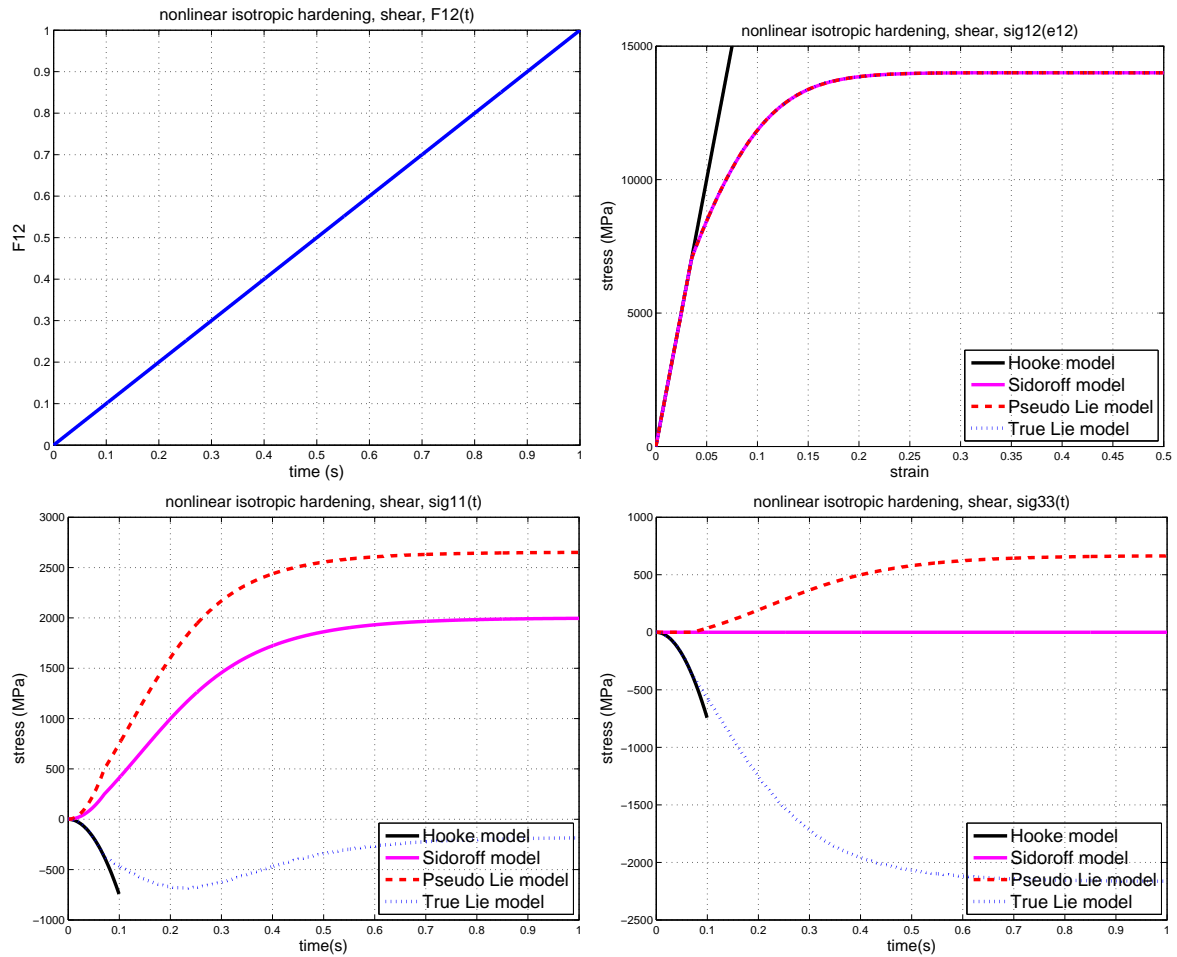 nonlinear isotropic hardening, shear, F12(t)
1
0.9
0.8
0.7
0.6
0.5
0.4
0.3
0.2
0.1
0
F12
0 0.1 0.2 0.3 0.4 0.5 0.6 0.7 0.8 0.9 1
time (s)
nonlinear isotropic hardening, shear, sig12(e12)
15000
10000
5000
0
stress (MPa)
Hooke model
Sidoroff model
Pseudo Lie model
True Lie model
0 0.05 0.1 0.15 0.2 0.25 0.3 0.35 0.4 0.45 0.5
strain
nonlinear isotropic hardening, shear, sig11(t)
3000
2500
2000
1500
1000
500
0
−500
−1000
stress (MPa)
Hooke model
Sidoroff model
Pseudo Lie model
True Lie model
0 0.1 0.2 0.3 0.4 0.5 0.6 0.7 0.8 0.9 1
time(s)
nonlinear isotropic hardening, shear, sig33(t)
1000
500
0
−500
−1000
−1500
−2000
−2500
stress (MPa)
Hooke model
Sidoroff model
Pseudo Lie model
True Lie model
0 0.1 0.2 0.3 0.4 0.5 0.6 0.7 0.8 0.9 1
time(s)